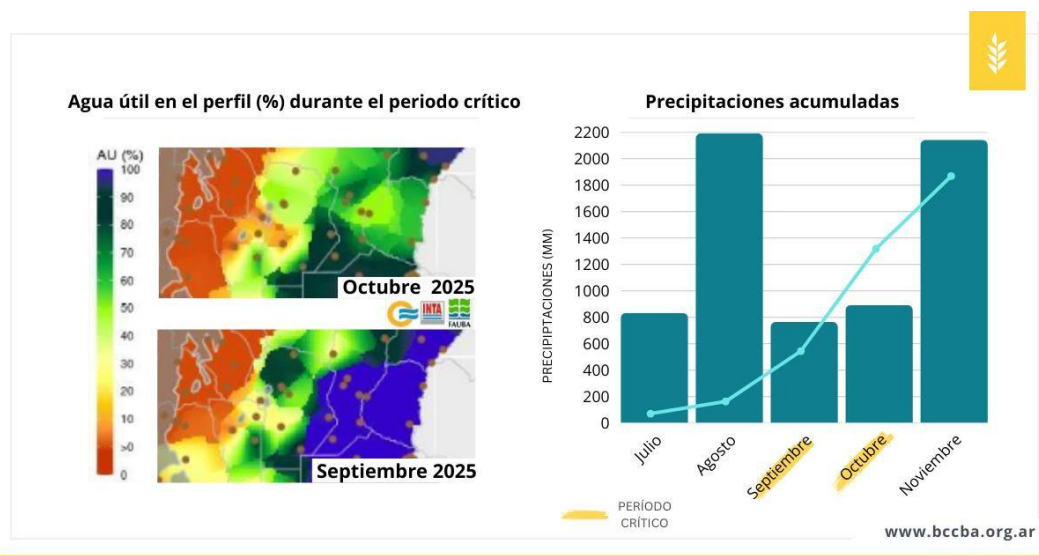 Agua útil en el perfil (%) durante el periodo crítico
AU (%)
100
90
80
70
60
50
40
30
20
10
>0
0
Octubre 2025
INTA
FAUBA
Septiembre 2025
Precipitaciones acumuladas
PRECIPIPTACIONES (MM)
2200
2000
1800
1600
1400
1200
1000
800
600
400
200
0
Julio
Agosto
Septiembre
Octubre
Noviembre
PERÍODO
CRÍTICO
www.bccba.org.ar